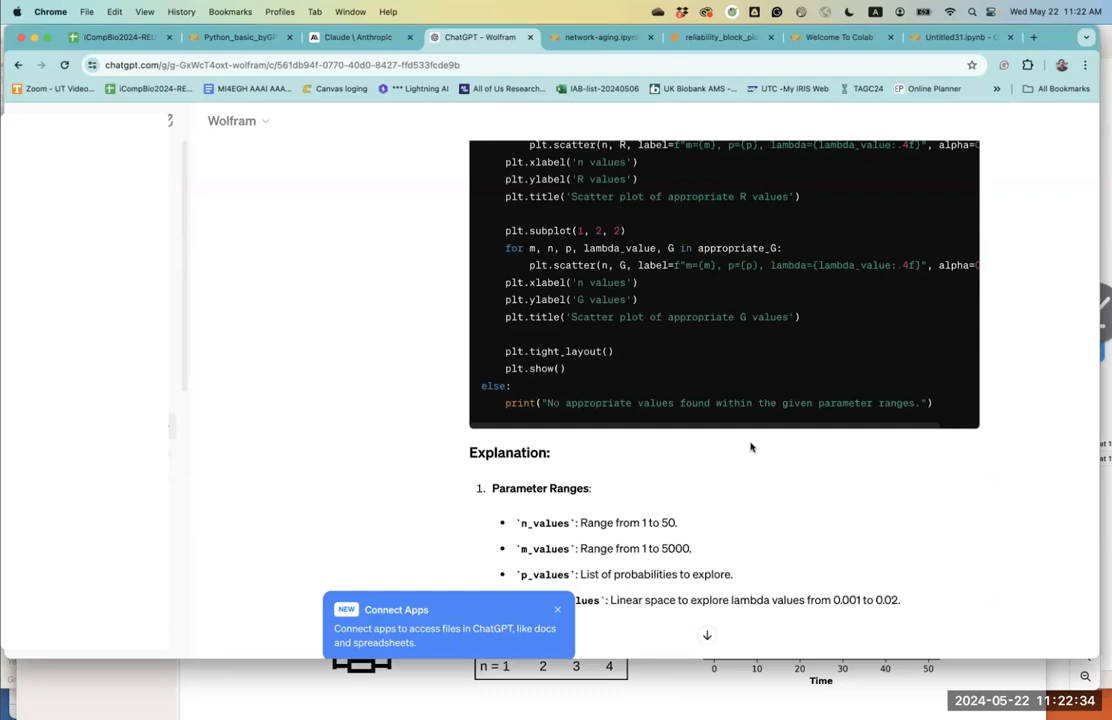 Chrome File Edit View History Bookmarks Profiles Tab Window Help Wed May 22 11:22 AM
iCompBio2024-REU Python_basic_byGP Claude \ Anthropic ChatGPT - Wolfram network-aging.ipynb reliability_block_pl Welcome To Colab Untitled31.ipynb - C
chatgpt.com/g/g-GxWcT4oxt-wolfram/c/561db94f-0770-40d0-8427-ffd533fcde9b
Zoom - UT Video... iCompBio24-RE... MI4EGH AAAI AAA... Canvas loging *** Lightning AI All of Us Research... IAB-list-20240506 UK Biobank AMS -... UTC -My IRIS Web TAGC24 Online Planner » All Bookmarks
Wolfram
plt.scatter(n, R, label=f"m={m}, p={p}, lambda={lambda_value:.4f}", alpha=0
plt.xlabel('n values')
plt.ylabel('R values')
plt.title('Scatter plot of appropriate R values')
plt.subplot(1, 2, 2)
for m, n, p, lambda_value, G in appropriate_G:
plt.scatter(n, G, label=f"m={m}, p={p}, lambda={lambda_value:.4f}", alpha=0
plt.xlabel('n values')
plt.ylabel('G values')
plt.title('Scatter plot of appropriate G values')
plt.tight_layout()
plt.show()
else:
print("No appropriate values found within the given parameter ranges.")
Explanation:
1. Parameter Ranges:
• `n_values`: Range from 1 to 50.
• `m_values`: Range from 1 to 5000.
• `p_values`: List of probabilities to explore.
lues`: Linear space to explore lambda values from 0.001 to 0.02.
NEW Connect Apps
Connect apps to access files in ChatGPT, like docs
and spreadsheets.
n = 1 2 3 4
0 10 20 30 40 50
Time
2024-05-22 11:22:34